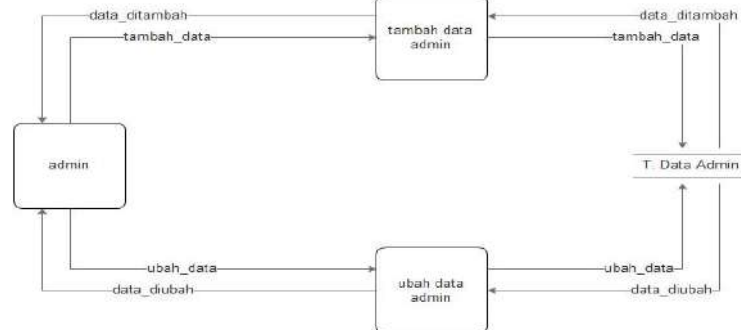 data_ditambah
data_ditambah
tambah_data
tambah data
admin
tambah_data
admin
T. Data Admin
ubah_data
ubah data
admin
ubah_data
data_diubah
data_diubah